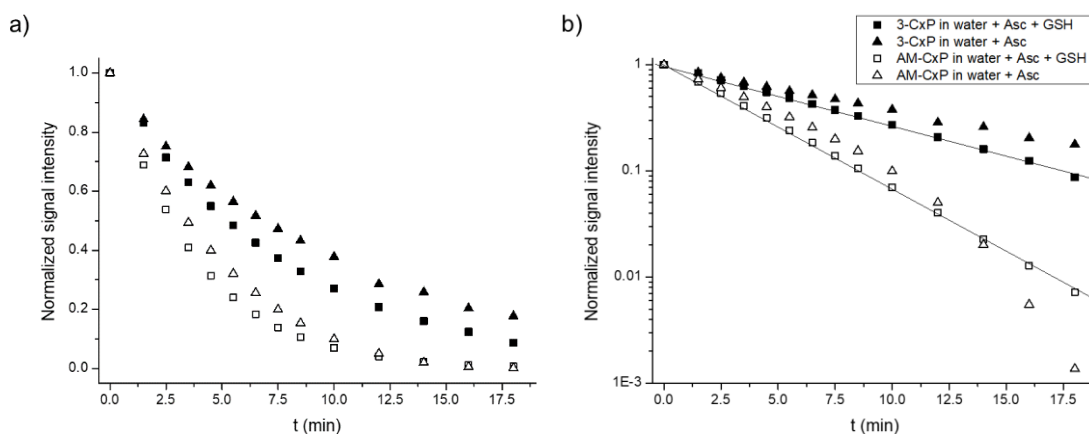 a)
1.0
0.8
0.6
0.4
0.2
0.0
Normalized signal intensity
0.0 2.5 5.0 7.5 10.0 12.5 15.0 17.5
t (min)
b)
3-CxP in water + Asc + GSH
3-CxP in water + Asc
AM-CxP in water + Asc + GSH
AM-CxP in water + Asc
1
0.1
0.01
1E-3
Normalized signal intensity
0.0 2.5 5.0 7.5 10.0 12.5 15.0 17.5
t (min)